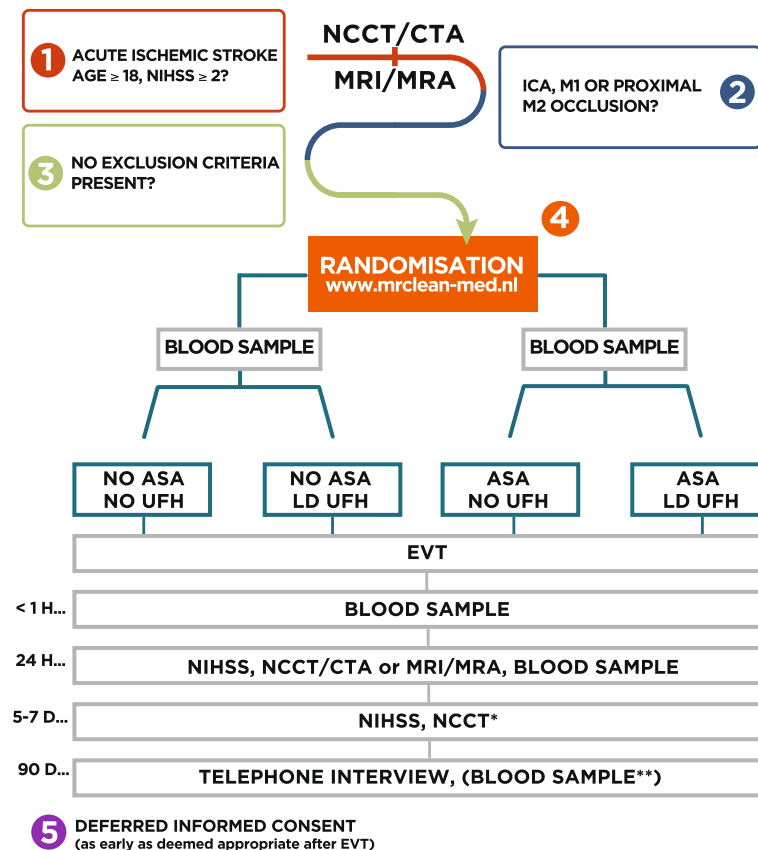 1 ACUTE ISCHEMIC STROKE
AGE ≥ 18, NIHSS ≥ 2?
NCCT/CTA
MRI/MRA
ICA, M1 OR PROXIMAL
M2 OCCLUSION?
2
3 NO EXCLUSION CRITERIA
PRESENT?
4
RANDOMISATION
www.mrclean-med.nl
BLOOD SAMPLE
BLOOD SAMPLE
NO ASA
NO UFH
NO ASA
LD UFH
ASA
NO UFH
ASA
LD UFH
EVT
< 1 H... BLOOD SAMPLE
24 H... NIHSS, NCCT/CTA or MRI/MRA, BLOOD SAMPLE
5-7 D... NIHSS, NCCT*
90 D... TELEPHONE INTERVIEW, (BLOOD SAMPLE**)
5 DEFERRED INFORMED CONSENT
(as early as deemed appropriate after EVT)